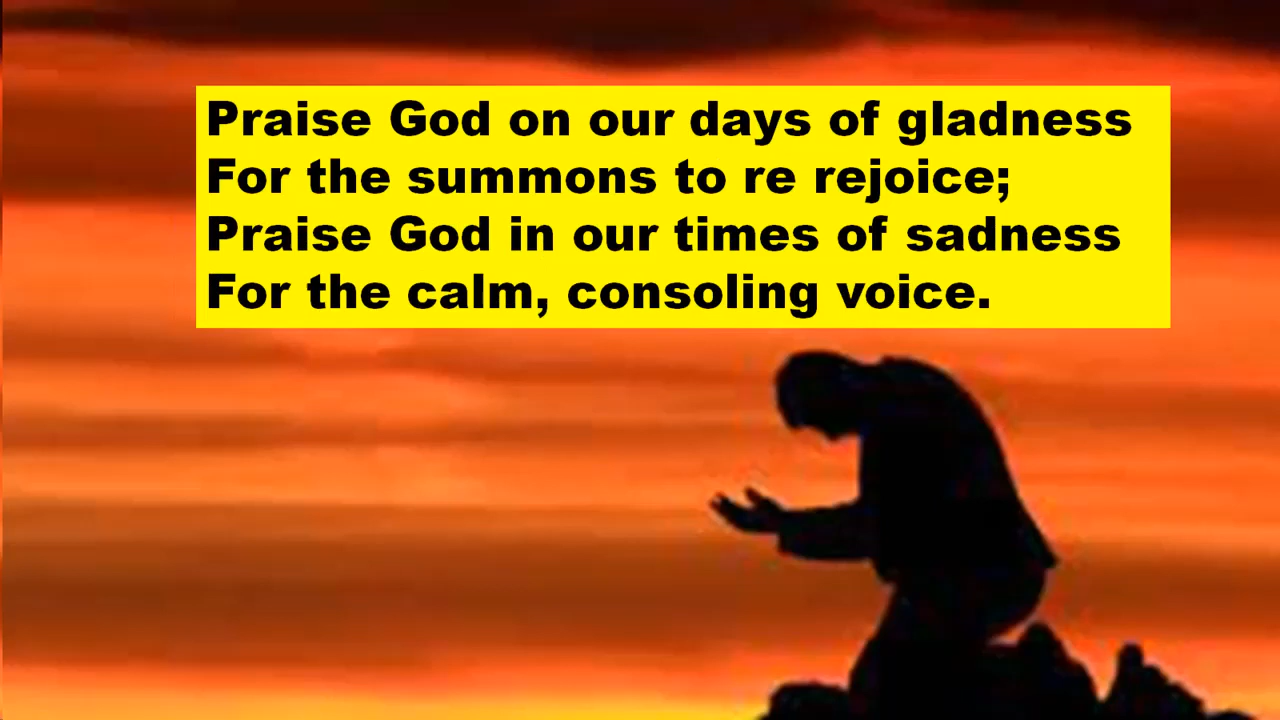 Praise God on our days of gladness
For the summons to re rejoice;
Praise God in our times of sadness
For the calm, consoling voice.